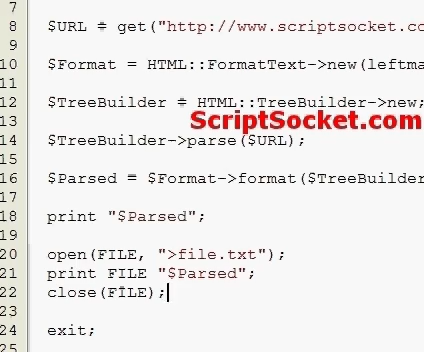 7
8 $URL = get("http://www.scriptsocket.co
9
10 $Format = HTML::FormatText->new(leftma
11
12 $TreeBuilder = HTML::TreeBuilder->new;
13 ScriptSocket.com
14 $TreeBuilder->parse($URL);
15
16 $Parsed = $Format->format($TreeBuilder
17
18 print "$Parsed";
19
20 open(FILE, ">file.txt");
21 print FILE "$Parsed";
22 close(FILE);
23
24 exit;
25